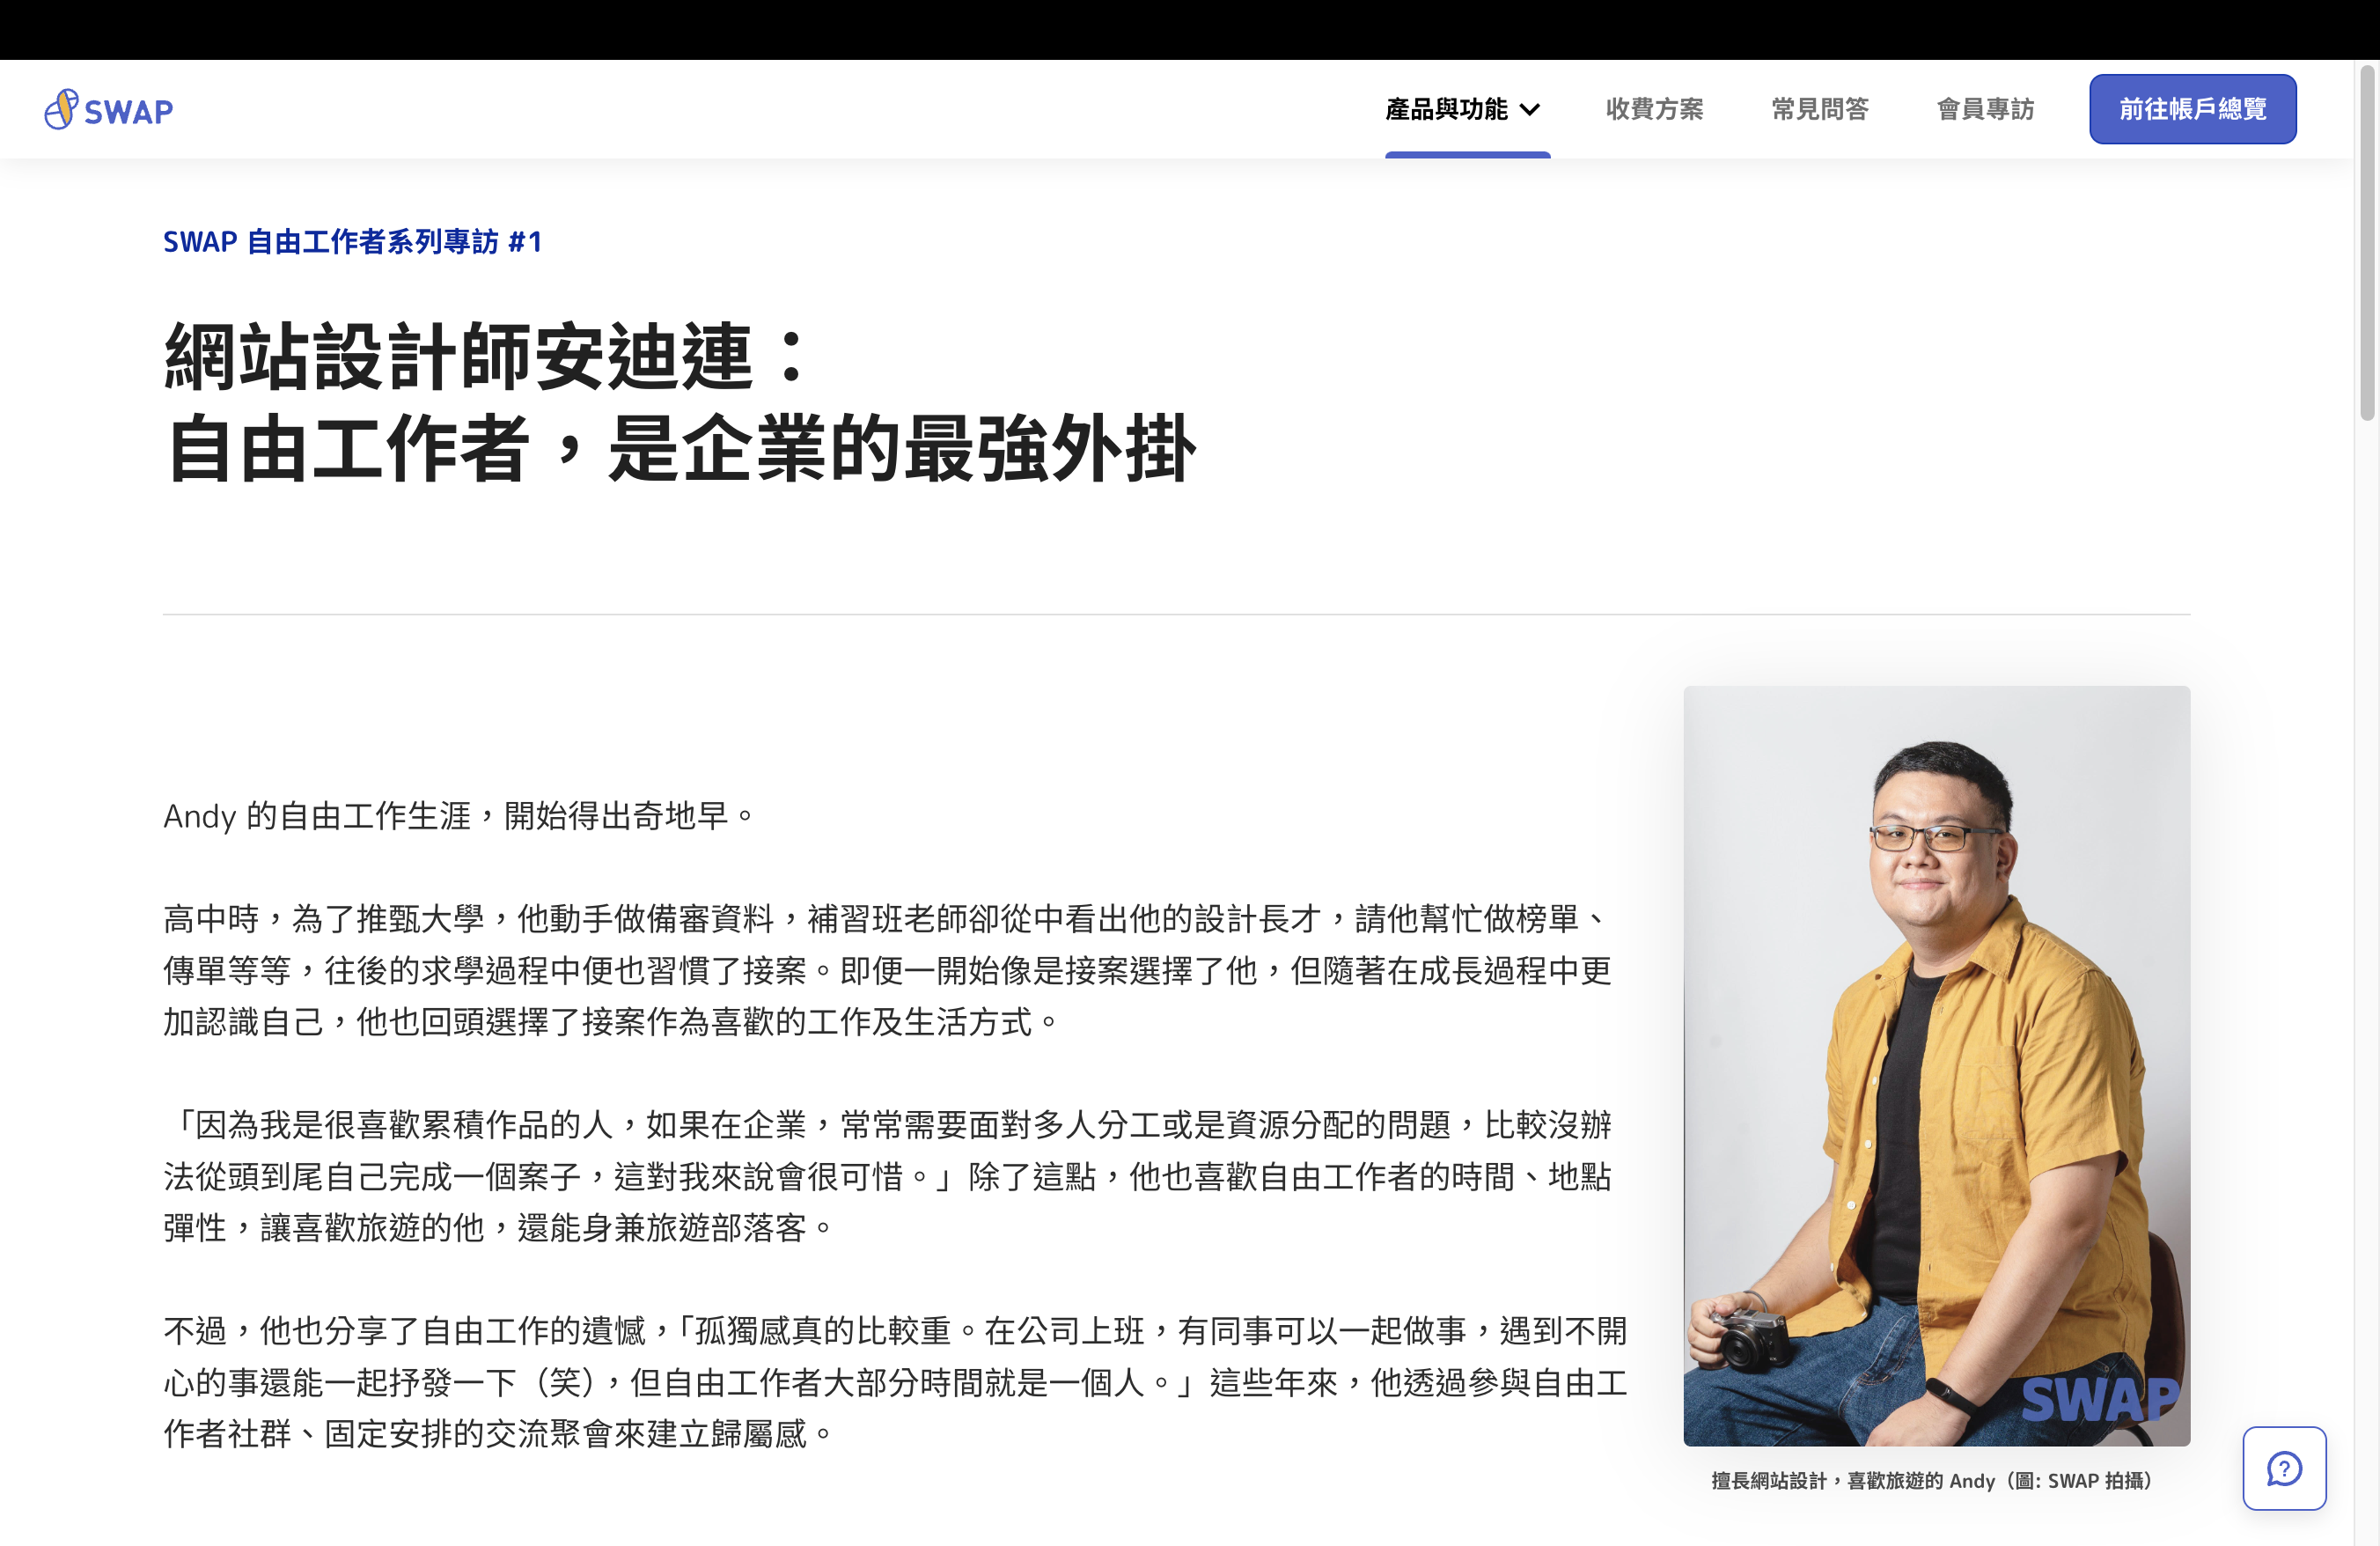 SWAP
產品與功能
收費方案
常見問答
會員專訪
前往帳戶總覽
SWAP 自由工作者系列專訪 #1
網站設計師安迪連：
自由工作者，是企業的最強外掛
Andy 的自由工作生涯，開始得出奇地早。
高中時，為了推甄大學，他動手做備審資料，補習班老師卻從中看出他的設計長才，請他幫忙做榜單、
傳單等等，往後的求學過程中便也習慣了接案。即便一開始像是接案選擇了他，但隨著在成長過程中更
加認識自己，他也回頭選擇了接案作為喜歡的工作及生活方式。
「因為我是很喜歡累積作品的人，如果在企業，常常需要面對多人分工或是資源分配的問題，比較沒辦
法從頭到尾自己完成一個案子，這對我來說會很可惜。」除了這點，他也喜歡自由工作者的時間、地點
彈性，讓喜歡旅遊的他，還能身兼旅遊部落客。
不過，他也分享了自由工作的遺憾，「孤獨感真的比較重。在公司上班，有同事可以一起做事，遇到不開
心的事還能一起抒發一下（笑），但自由工作者大部分時間就是一個人。」這些年來，他透過參與自由工
作者社群、固定安排的交流聚會來建立歸屬感。
SWAP
擅長網站設計，喜歡旅遊的 Andy（圖: SWAP 拍攝）